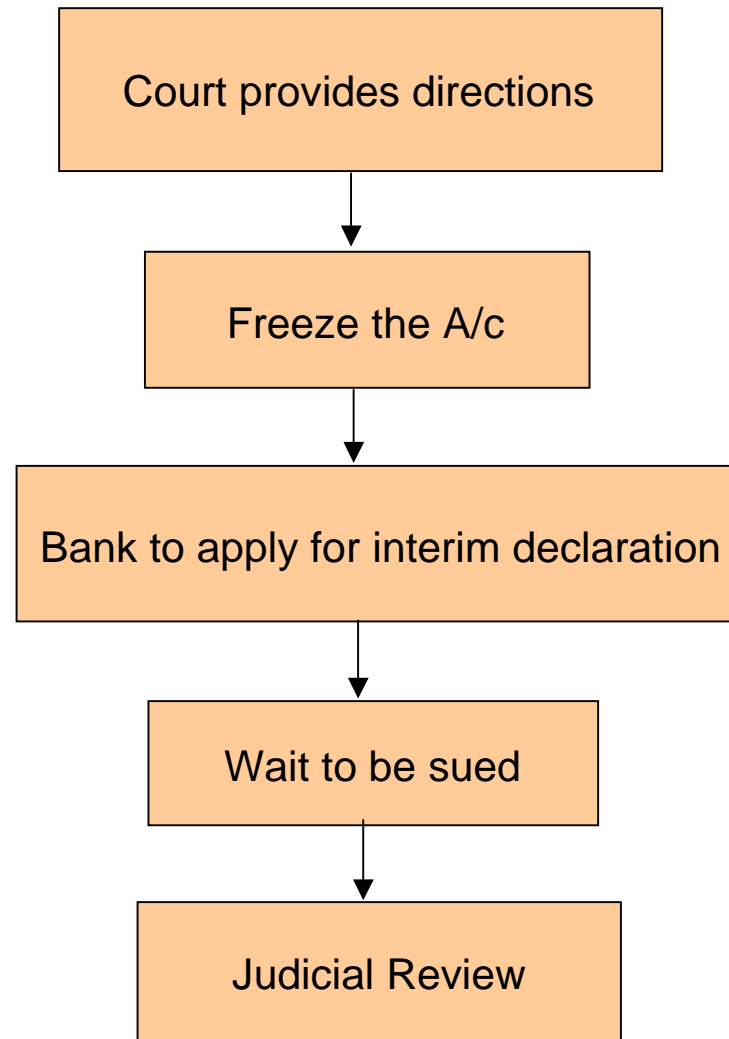 Court provides directions
Freeze the A/c
Bank to apply for interim declaration
Wait to be sued
Judicial Review